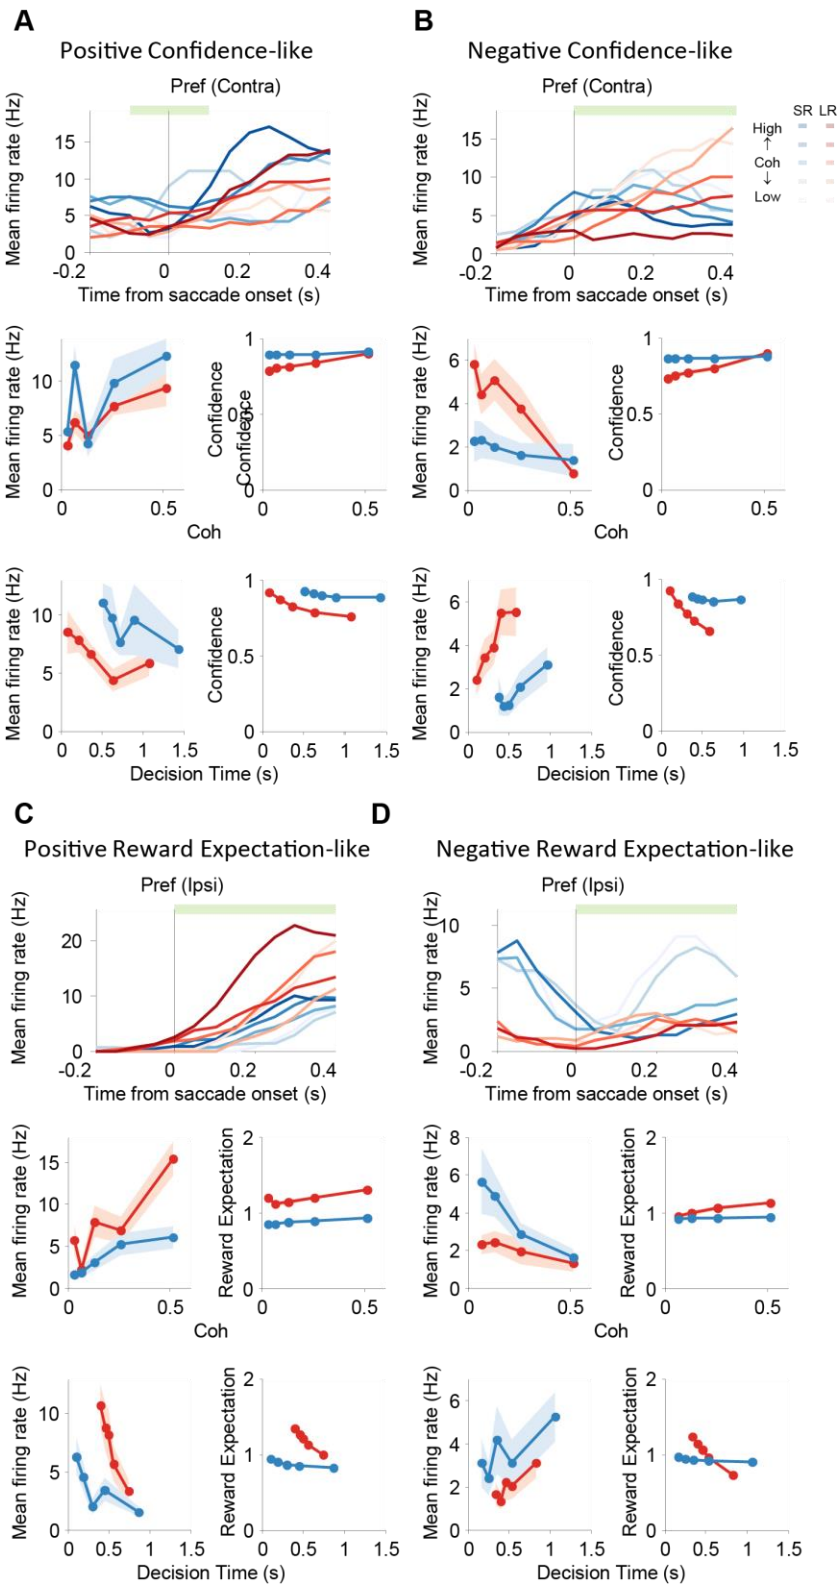 A
Positive Confidence-like
Pref (Contra)
Mean firing rate (Hz)
15
10
5
0
-0.2
0
0.2
0.4
Time from saccade onset (s)
B
Negative Confidence-like
Pref (Contra)
Mean firing rate (Hz)
15
10
5
0
-0.2
0
0.2
0.4
Time from saccade onset (s)
SR LR
High
↑
Coh
↓
Low
Mean firing rate (Hz)
10
5
0
0
0.5
Confidence
Confidence
1
0.5
0
0
0.5
Coh
Mean firing rate (Hz)
6
4
2
0
0
0.5
Confidence
1
0.5
0
0
0.5
Coh
Mean firing rate (Hz)
10
5
0
0
0.5
1
1.5
Confidence
1
0.5
0
0
0.5
1
1.5
Decision Time (s)
Mean firing rate (Hz)
6
4
2
0
0
0.5
1
1.5
Confidence
1
0.5
0
0
0.5
1
1.5
Decision Time (s)
C
Positive Reward Expectation-like
Pref (Ipsi)
Mean firing rate (Hz)
20
10
0
-0.2
0
0.2
0.4
Time from saccade onset (s)
D
Negative Reward Expectation-like
Pref (Ipsi)
Mean firing rate (Hz)
10
5
0
-0.2
0
0.2
0.4
Time from saccade onset (s)
Mean firing rate (Hz)
15
10
5
0
0
0.5
Reward Expectation
2
1
0
0
0.5
Coh
Mean firing rate (Hz)
8
6
4
2
0
0
0.5
Reward Expectation
2
1
0
0
0.5
Coh
Mean firing rate (Hz)
10
5
0
0
0.5
1
1.5
Reward Expectation
2
1
0
0
0.5
1
1.5
Decision Time (s)
Mean firing rate (Hz)
6
4
2
0
0
0.5
1
1.5
Reward Expectation
2
1
0
0
0.5
1
1.5
Decision Time (s)